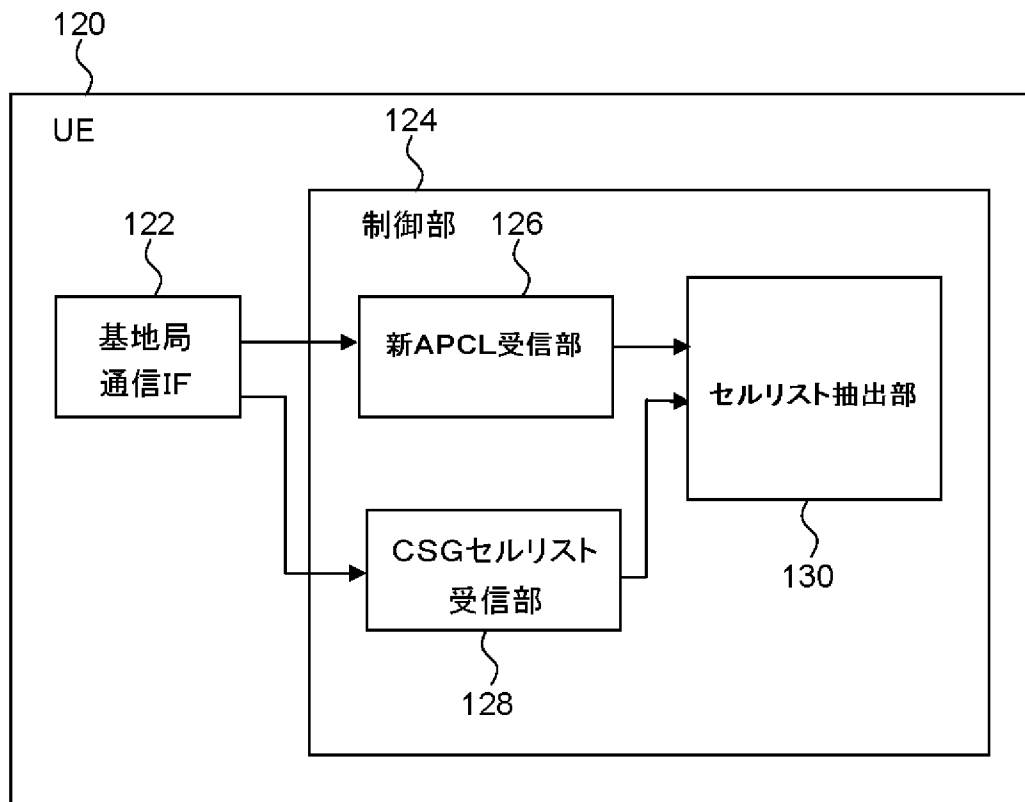 120
UE
124
制御部
122
126
基地局
通信IF
新APCL受信部
セルリスト抽出部
CSGセルリスト
受信部
130
128